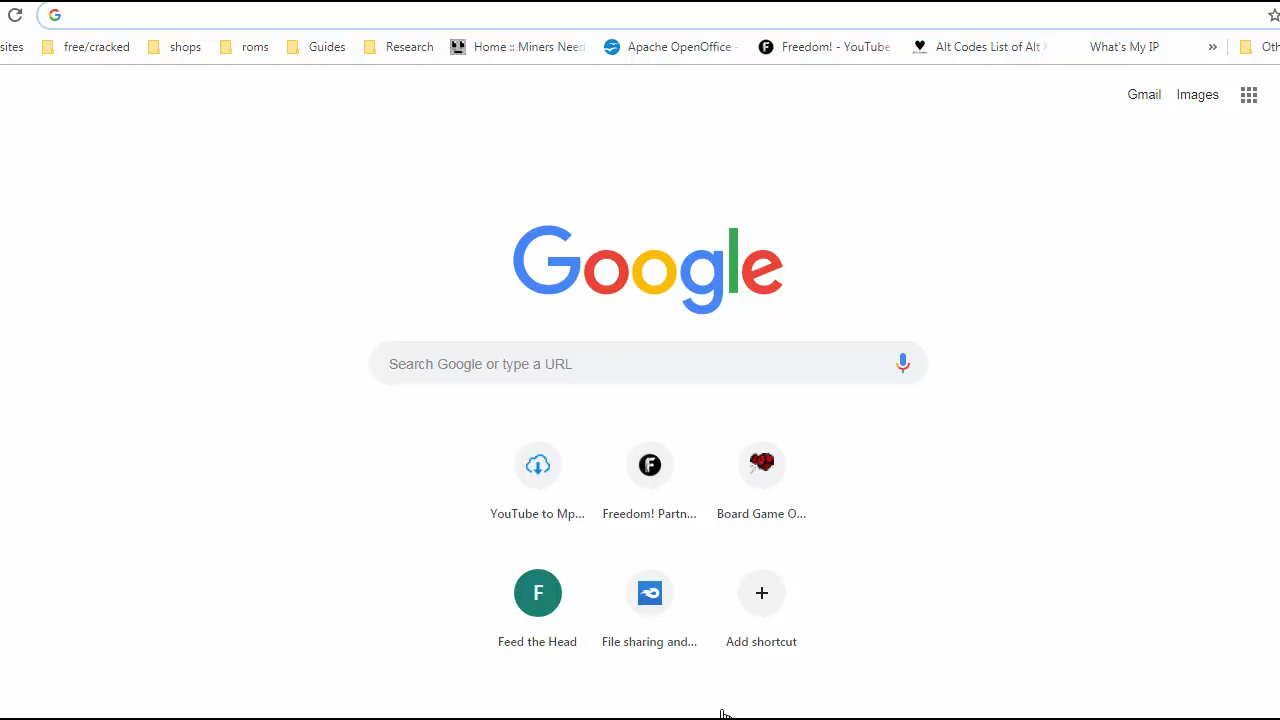 sites free/cracked shops roms Guides Research Home :: Miners Need Apache OpenOffice - Freedom! - YouTube Alt Codes List of Alt What's My IP » Oth
Gmail Images
Google
Search Google or type a URL
YouTube to Mp... Freedom! Partn... Board Game O...
F
Feed the Head File sharing and... Add shortcut